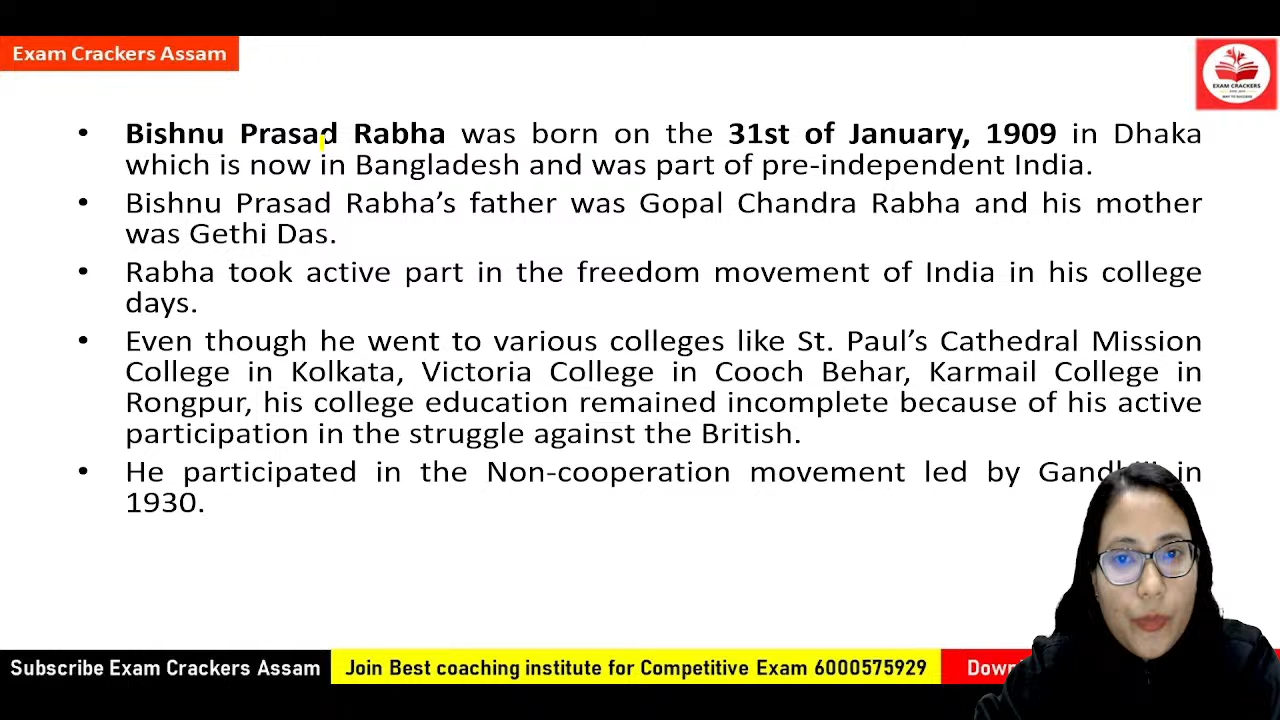 Exam Crackers Assam
EXAM CRACKERS
WAY TO SUCCESS
• Bishnu Prasad Rabha was born on the 31st of January, 1909 in Dhaka
which is now in Bangladesh and was part of pre-independent India.
• Bishnu Prasad Rabha’s father was Gopal Chandra Rabha and his mother
was Gethi Das.
• Rabha took active part in the freedom movement of India in his college
days.
• Even though he went to various colleges like St. Paul’s Cathedral Mission
College in Kolkata, Victoria College in Cooch Behar, Karmail College in
Rongpur, his college education remained incomplete because of his active
participation in the struggle against the British.
• He participated in the Non-cooperation movement led by in
1930.
Subscribe Exam Crackers Assam Join Best coaching institute for Competitive Exam 6000575929